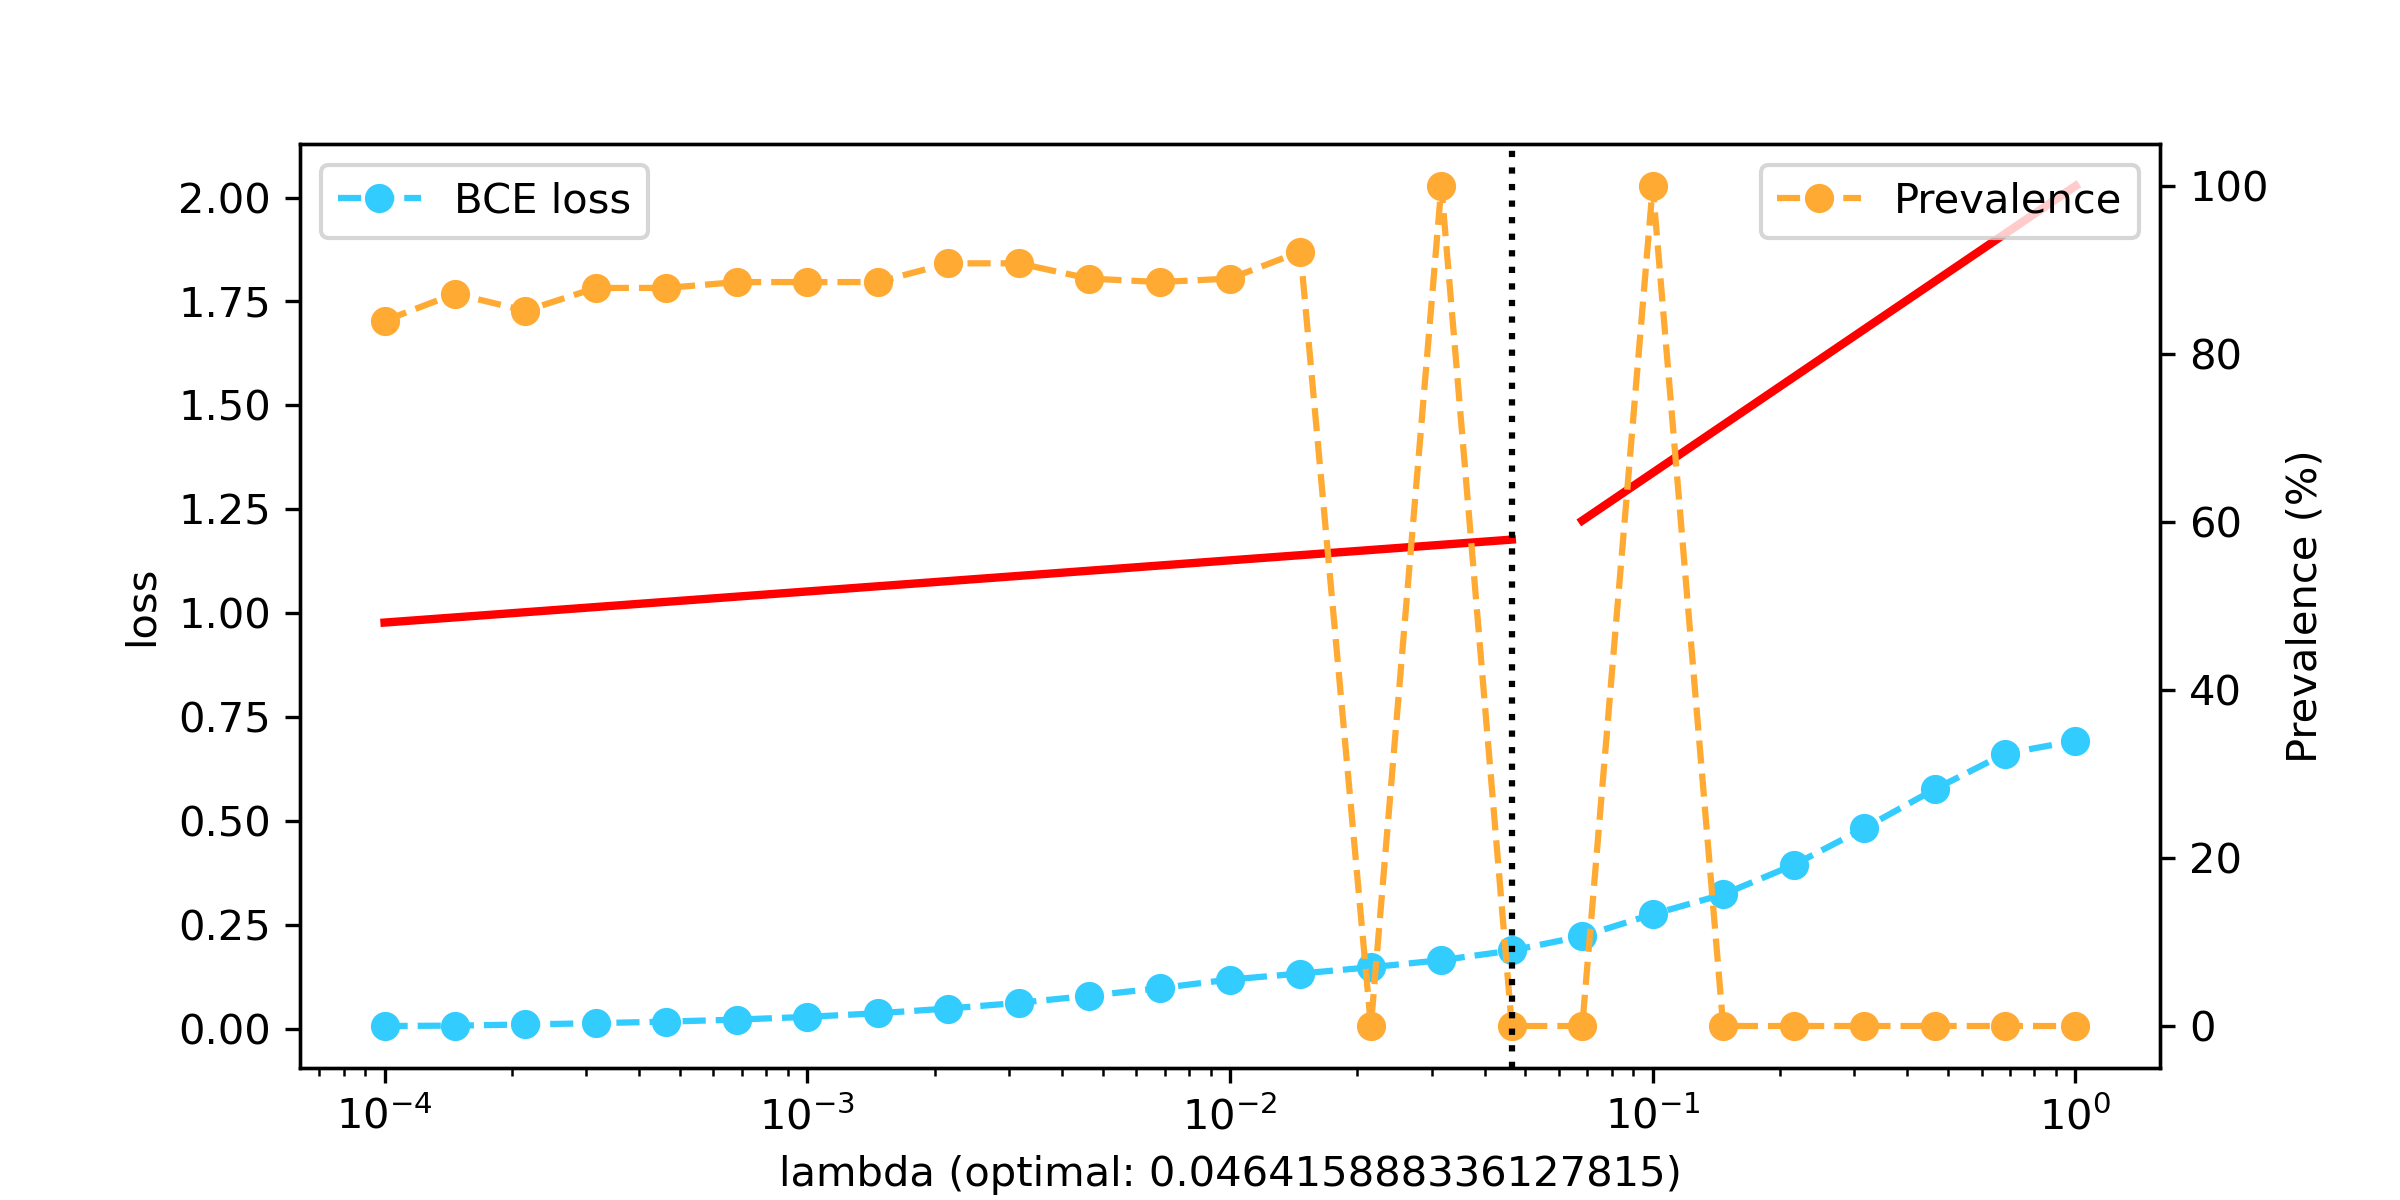 BCE loss
Prevalence
2.00
1.75
1.50
1.25
1.00
0.75
0.50
0.25
0.00
loss
100
80
60
40
20
0
Prevalence (%)
10⁻⁴ 10⁻³ 10⁻² 10⁻¹ 10⁰
lambda (optimal: 0.046415888336127815)